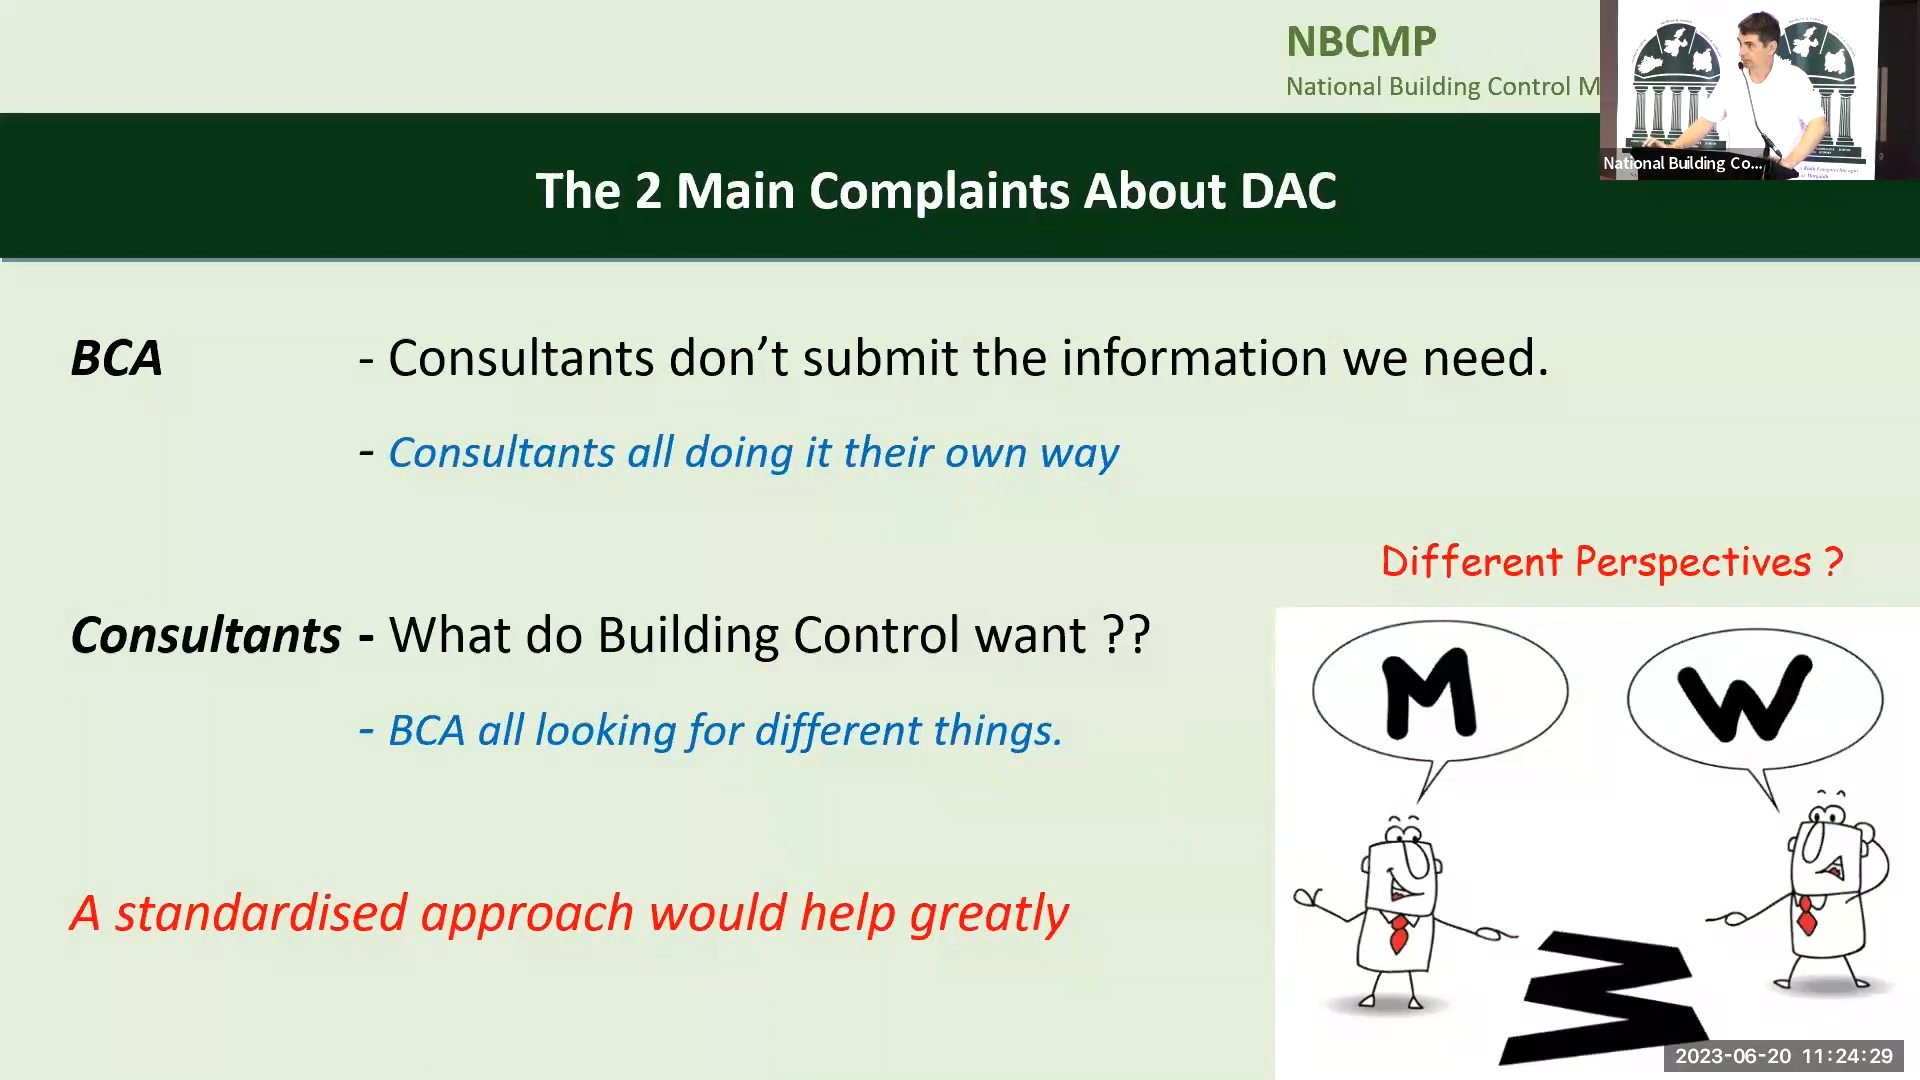 NBCMP
National Building Control M
National Building Co...
The 2 Main Complaints About DAC
BCA - Consultants don’t submit the information we need.
- Consultants all doing it their own way
Different Perspectives ?
Consultants - What do Building Control want ??
- BCA all looking for different things.
M
W
A standardised approach would help greatly
2023-06-20 11:24:29